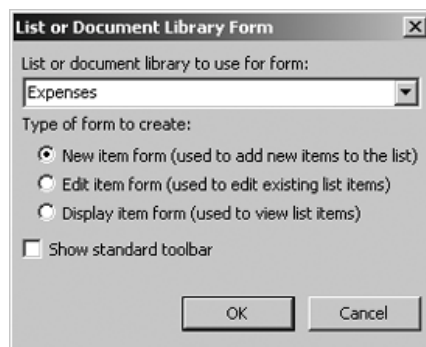 List or Document Library Form
List or document library to use for form:
Expenses
Type of form to create:
New item form (used to add new items to the list)
Edit item form (used to edit existing list items)
Display item form (used to view list items)
Show standard toolbar
OK Cancel